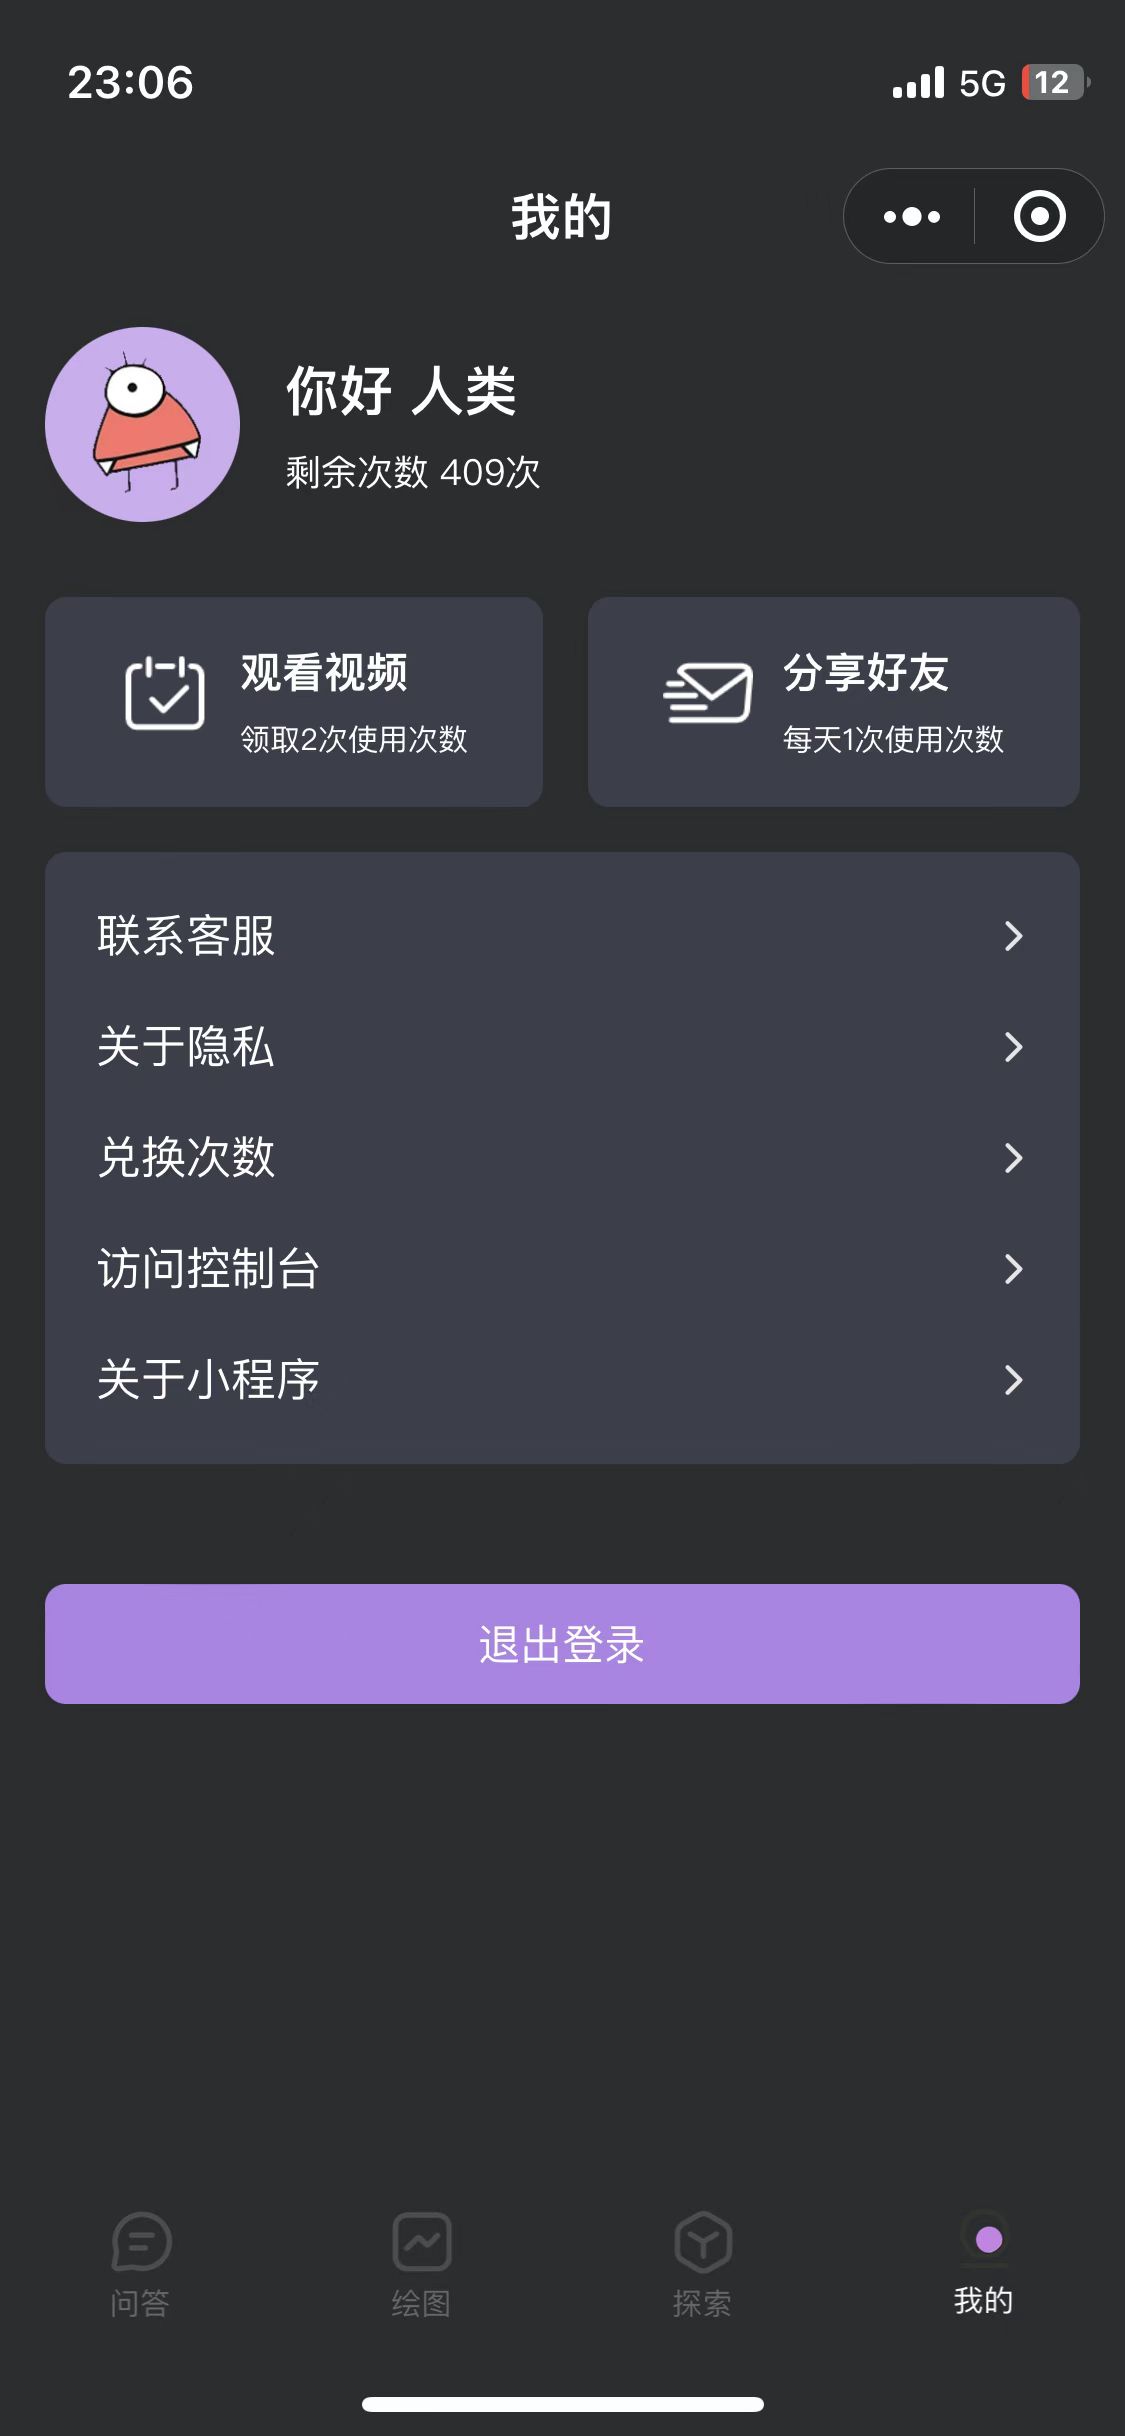 23:06
5G 12
我的
你好 人类
剩余次数 409次
观看视频
领取2次使用次数
分享好友
每天1次使用次数
联系客服
关于隐私
兑换次数
访问控制台
关于小程序
退出登录
问答
绘图
探索
我的